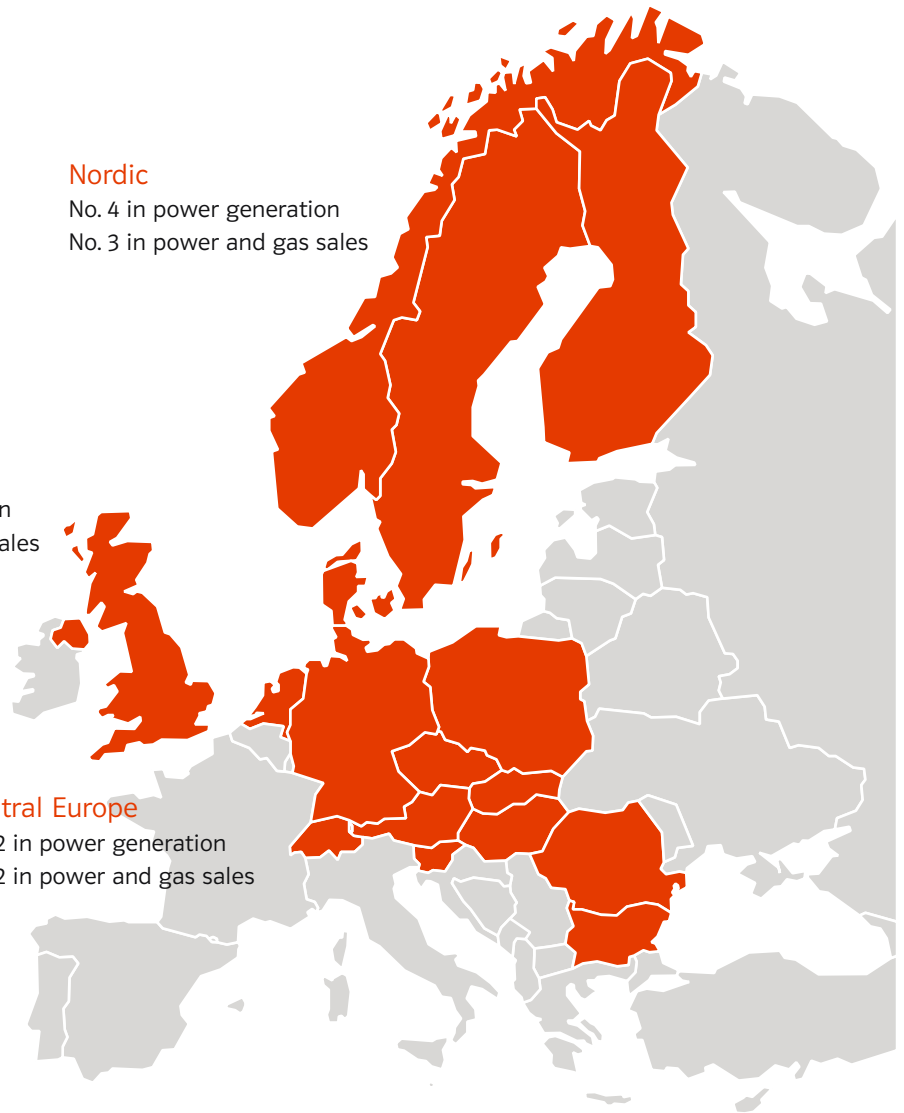 Nordic
No. 4 in power generation
No. 3 in power and gas sales
n
ales
tral Europe
2 in power generation
2 in power and gas sales